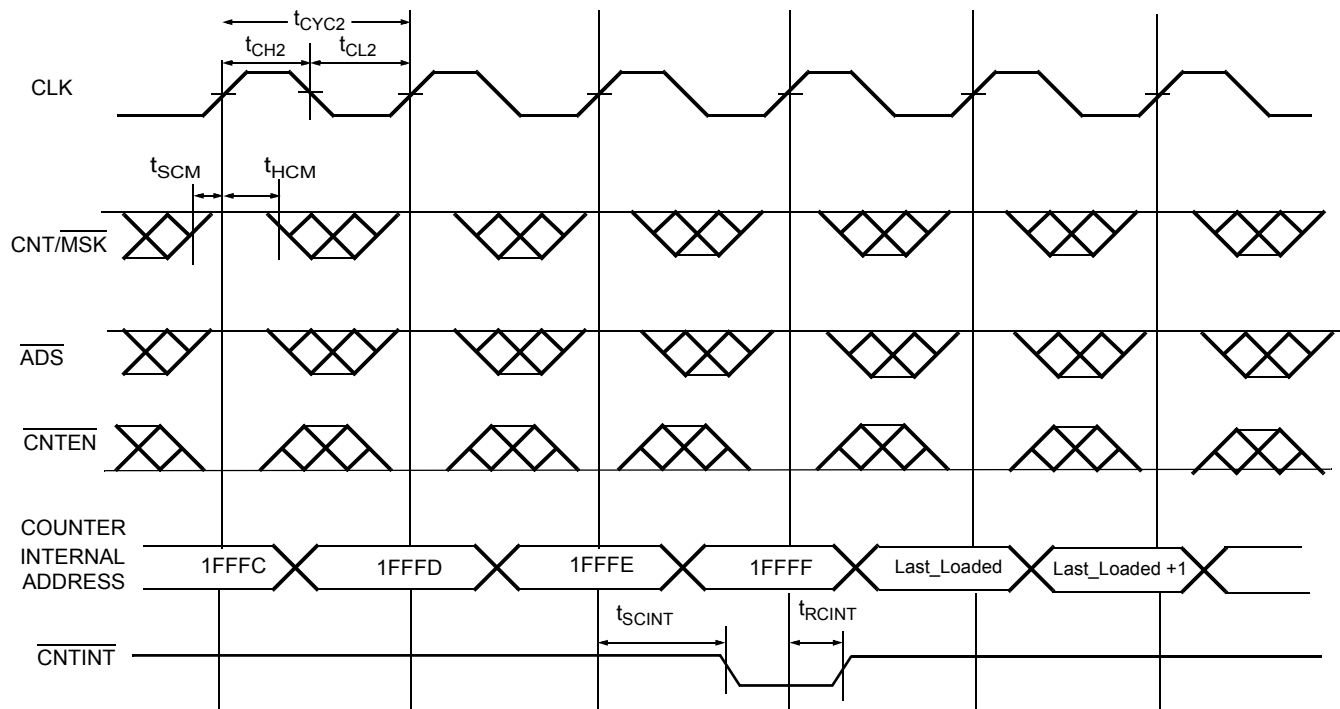 tCYC2
tCH2
tCL2
CLK
tSCM
tHCM
CNT/MSK
ADS
CNTEN
COUNTER
INTERNAL
ADDRESS
1FFFC
1FFFD
1FFFE
1FFFF
Last_Loaded
Last_Loaded +1
tSCINT
tRCINT
CNTINT